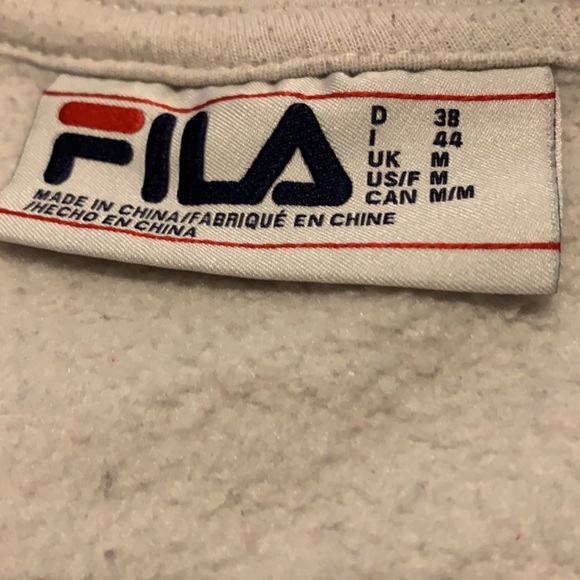 FILA
D 38
I 44
UK M
US/F M
CAN M/M
MADE IN CHINA/FABRIQUÉ EN CHINE
/HECHO EN CHINA